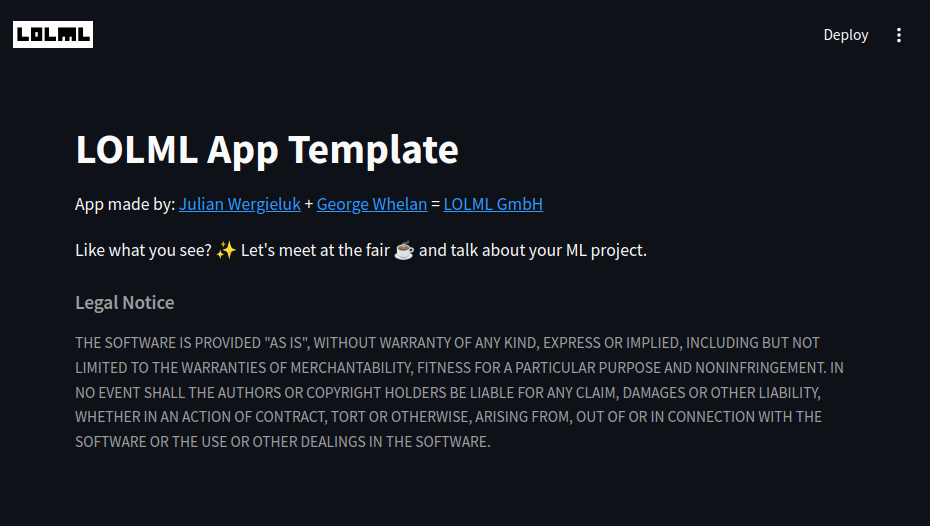 LOLML
Deploy
LOLML App Template
App made by: Julian Wergieluk + George Whelan = LOLML GmbH
Like what you see? ✨ Let's meet at the fair ☕ and talk about your ML project.
Legal Notice
THE SOFTWARE IS PROVIDED "AS IS", WITHOUT WARRANTY OF ANY KIND, EXPRESS OR IMPLIED, INCLUDING BUT NOT
LIMITED TO THE WARRANTIES OF MERCHANTABILITY, FITNESS FOR A PARTICULAR PURPOSE AND NONINFRINGEMENT. IN
NO EVENT SHALL THE AUTHORS OR COPYRIGHT HOLDERS BE LIABLE FOR ANY CLAIM, DAMAGES OR OTHER LIABILITY,
WHETHER IN AN ACTION OF CONTRACT, TORT OR OTHERWISE, ARISING FROM, OUT OF OR IN CONNECTION WITH THE
SOFTWARE OR THE USE OR OTHER DEALINGS IN THE SOFTWARE.